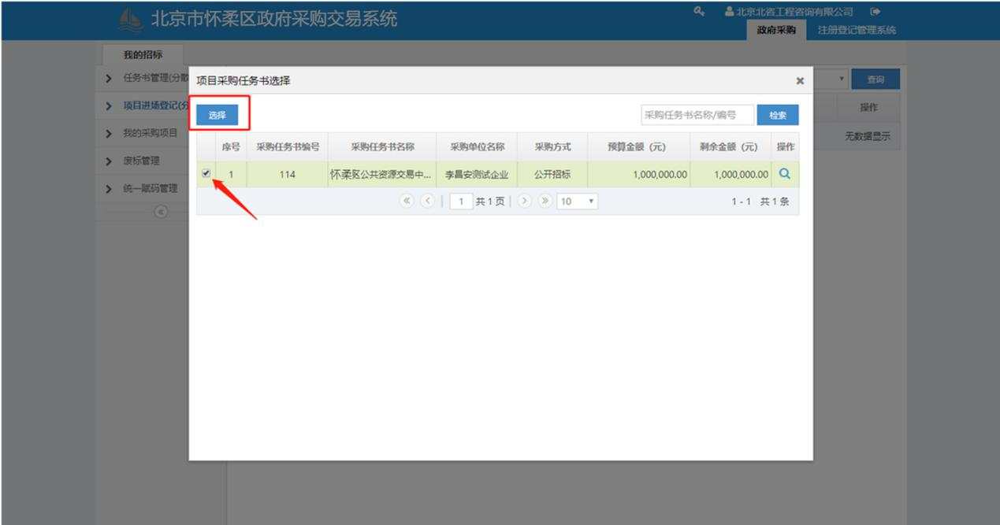 北京市怀柔区政府采购交易系统
北京北咨工程咨询有限公司
政府采购 注册登记管理系统
我的招标
任务书管理(分散
项目进场登记(分
我的采购项目
废标管理
统一赋码管理
查询
操作
无数据显示
项目采购任务书选择
选择 采购任务书名称/编号 检索
序号 采购任务书编号 采购任务书名称 采购单位名称 采购方式 预算金额（元） 剩余金额（元） 操作
1 114 怀柔区公共资源交易中... 李昌安测试企业 公开招标 1,000,000.00 1,000,000.00
1 共 1 页 10 1 - 1 共 1 条